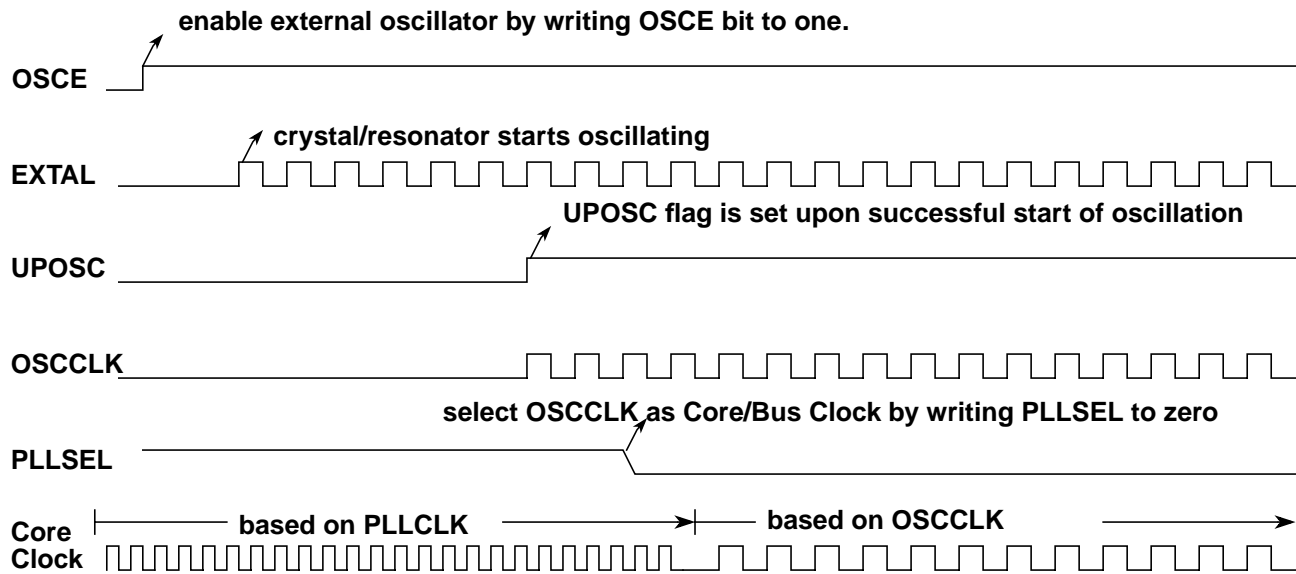 enable external oscillator by writing OSCE bit to one.
OSCE
crystal/resonator starts oscillating
EXTAL
UPOSC flag is set upon successful start of oscillation
UPOSC
OSCCLK
select OSCCLK as Core/Bus Clock by writing PLLSEL to zero
PLLSEL
based on PLLCLK
based on OSCCLK
Core
Clock